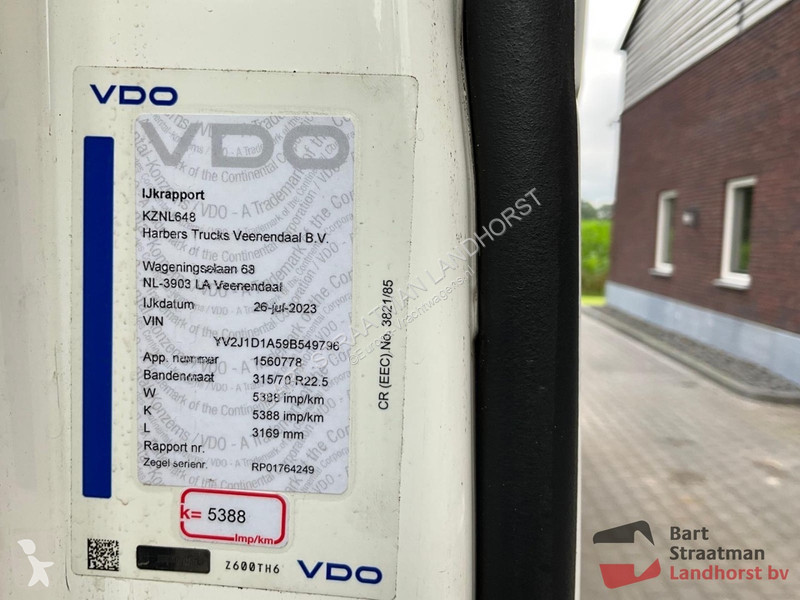 VDO
VDO
IJkrapport
KZNL648
Harbers Trucks Veenendaal B.V.
Wageningselaan 68
NL-3903 LA Veenendaal
IJkdatum 26-jul-2023
VIN
YV2J1D1A59B549796
App. nummer 1560778
Bandenmaat 315/70 R22.5
W 5388 imp/km
K 5388 imp/km
L 3169 mm
Rapport nr.
Zegel serienr. RP01764249
CR (EEC) No. 3821/85
k= 5388
Imp/km
Z600TH6 VDO
STRAATMAN LANDHORST
Bart
Straatman
Landhorst bv